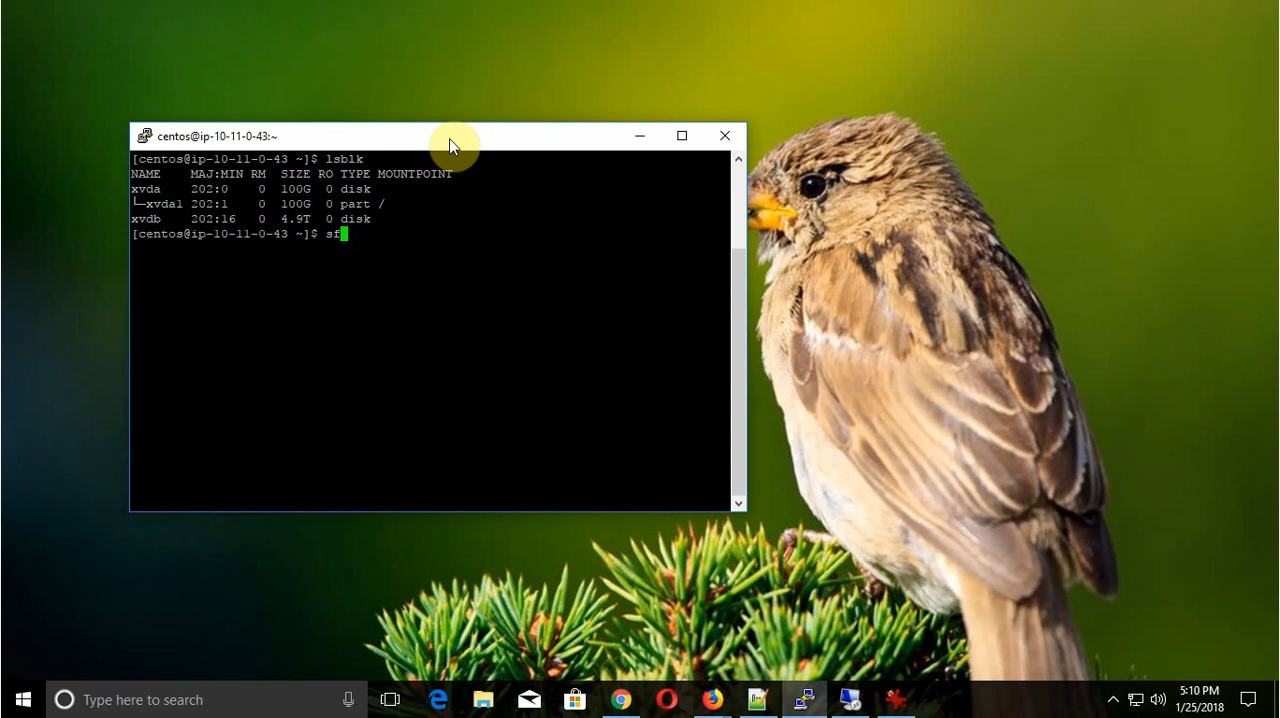 centos@ip-10-11-0-43:~
[centos@ip-10-11-0-43 ~]$ lsblk
NAME    MAJ:MIN RM  SIZE RO TYPE MOUNTPOINT
xvda    202:0    0  100G  0 disk
└─xvda1 202:1    0  100G  0 part /
xvdb    202:16   0  4.9T  0 disk
[centos@ip-10-11-0-43 ~]$ sf
Type here to search
5:10 PM
1/25/2018